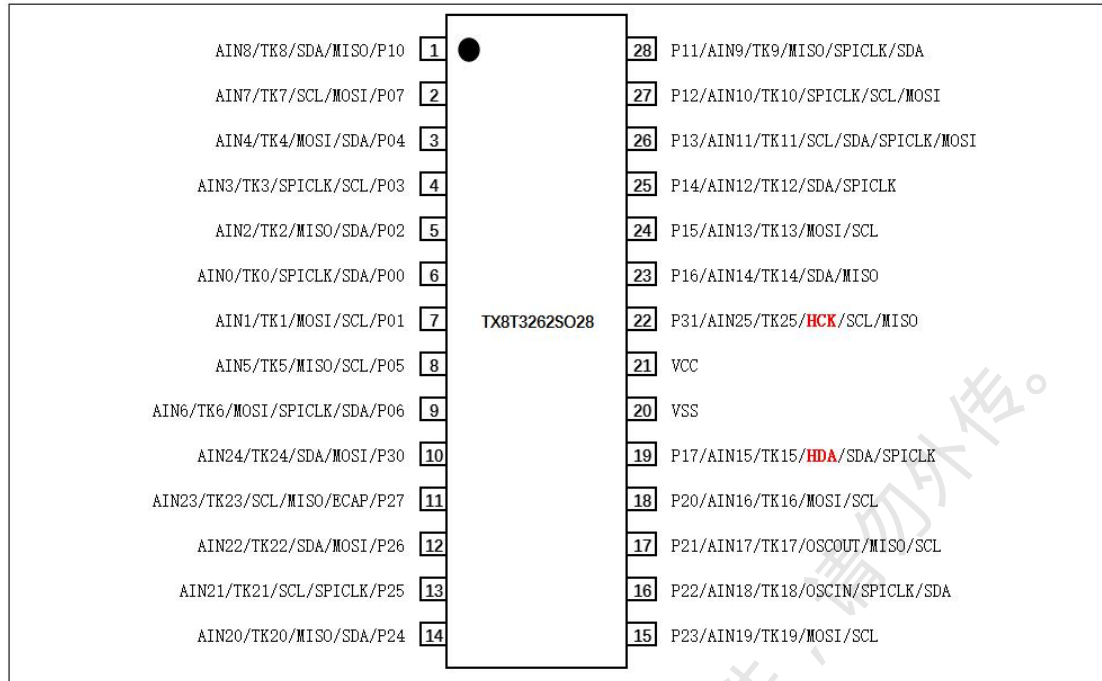 AIN8/TK8/SDA/MISO/P10 1 28 P11/AIN9/TK9/MISO/SPICLK/SDA
AIN7/TK7/SCL/MOSI/P07 2 27 P12/AIN10/TK10/SPICLK/SCL/MOSI
AIN4/TK4/MOSI/SDA/P04 3 26 P13/AIN11/TK11/SCL/SDA/SPICLK/MOSI
AIN3/TK3/SPICLK/SCL/P03 4 25 P14/AIN12/TK12/SDA/SPICLK
AIN2/TK2/MISO/SDA/P02 5 24 P15/AIN13/TK13/MOSI/SCL
AIN0/TK0/SPICLK/SDA/P00 6 23 P16/AIN14/TK14/SDA/MISO
AIN1/TK1/MOSI/SCL/P01 7 TX8T3262SO28 22 P31/AIN25/TK25/HCK/SCL/MISO
AIN5/TK5/MISO/SCL/P05 8 21 VCC
AIN6/TK6/MOSI/SPICLK/SDA/P06 9 20 VSS
AIN24/TK24/SDA/MOSI/P30 10 19 P17/AIN15/TK15/HDA/SDA/SPICLK
AIN23/TK23/SCL/MISO/ECAP/P27 11 18 P20/AIN16/TK16/MOSI/SCL
AIN22/TK22/SDA/MOSI/P26 12 17 P21/AIN17/TK17/OSCOUT/MISO/SCL
AIN21/TK21/SCL/SPICLK/P25 13 16 P22/AIN18/TK18/OSCIN/SPICLK/SDA
AIN20/TK20/MISO/SDA/P24 14 15 P23/AIN19/TK19/MOSI/SCL
，请勿外传。